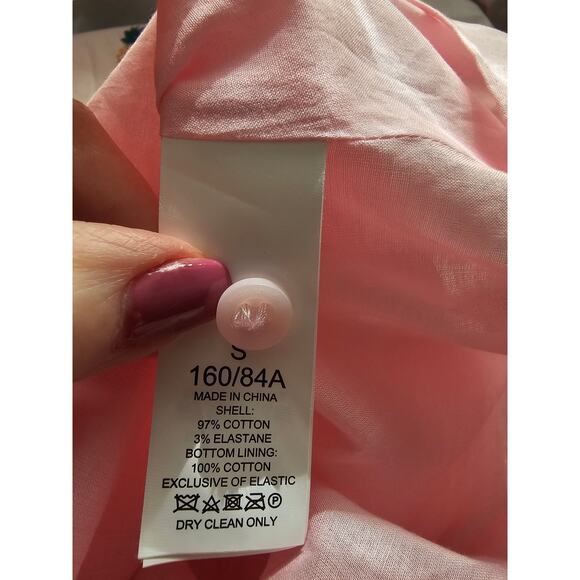 S
160/84A
MADE IN CHINA
SHELL:
97% COTTON
3% ELASTANE
BOTTOM LINING:
100% COTTON
EXCLUSIVE OF ELASTIC
DRY CLEAN ONLY